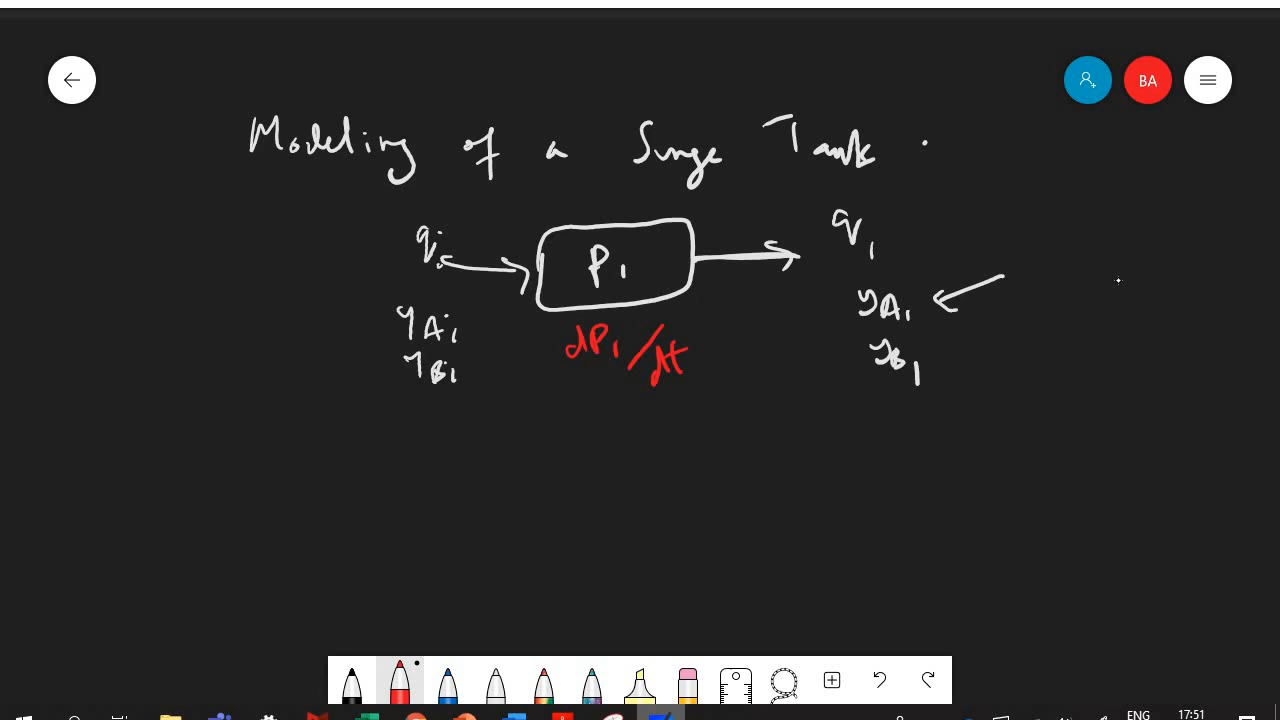 BA
Modeling of a Surge Tank .
qi
P1
q1
yAi
yBi
dP1/dt
yA1
yB1
ENG
17:51